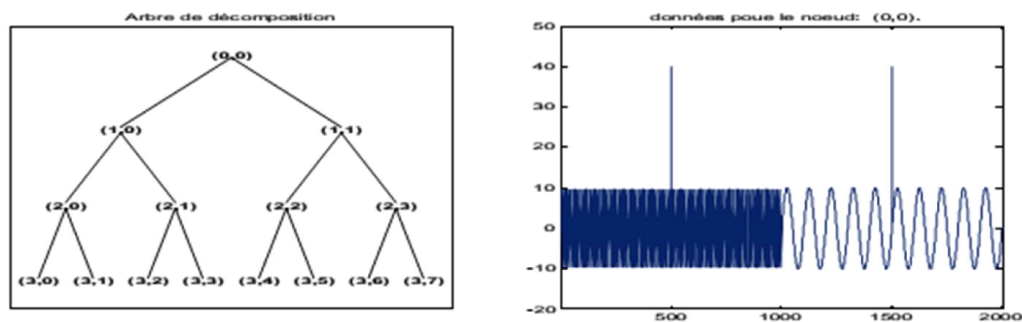 Arbre de décomposition
(0,0)
(1,0) (1,1)
(2,0) (2,1) (2,2) (2,3)
(3,0) (3,1) (3,2) (3,3) (3,4) (3,5) (3,6) (3,7)
données poue le noeud: (0,0).
50
40
30
20
10
0
-10
-20
500 1000 1500 2000